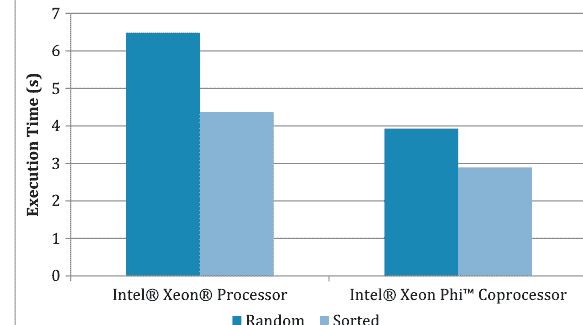 7
6
5
4
3
2
1
0
Execution Time (s)
Intel® Xeon® Processor
Intel® Xeon Phi™ Coprocessor
Random
Sorted